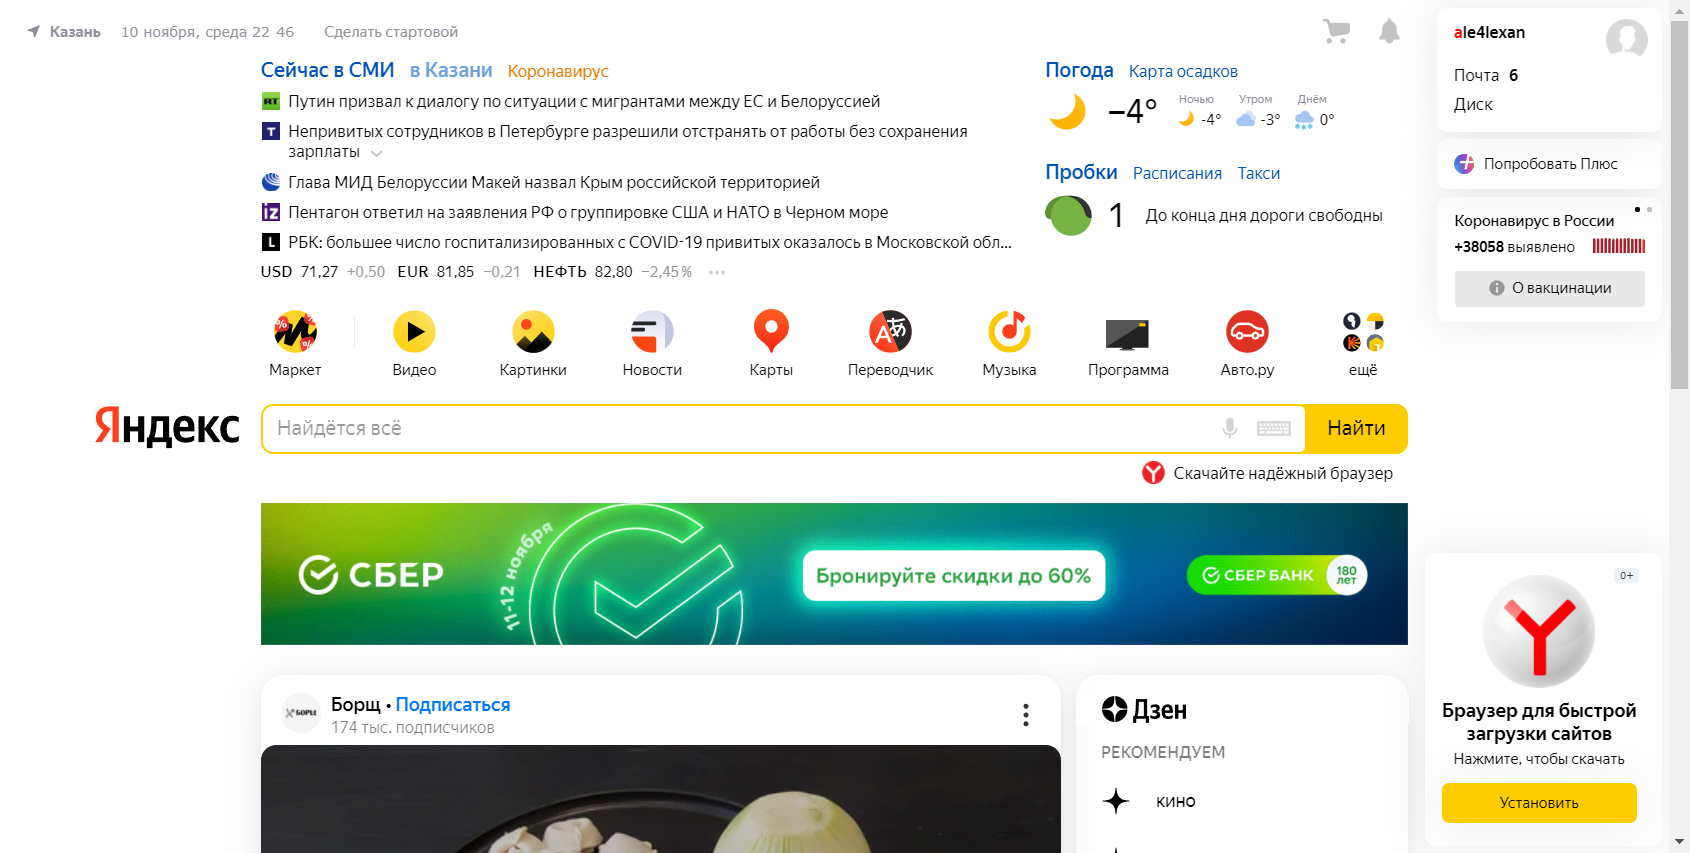 Казань 10 ноября, среда 22 46 Сделать стартовой
Сейчас в СМИ в Казани Коронавирус
RT Путин призвал к диалогу по ситуации с мигрантами между ЕС и Белоруссией
T Непривитых сотрудников в Петербурге разрешили отстранять от работы без сохранения
зарплаты
Глава МИД Белоруссии Макей назвал Крым российской территорией
iz Пентагон ответил на заявления РФ о группировке США и НАТО в Черном море
L РБК: большее число госпитализированных с COVID-19 привитых оказалось в Московской обл...
USD 71,27 +0,50 EUR 81,85 −0,21 НЕФТЬ 82,80 −2,45% •••
Погода Карта осадков
−4° Ночью Утром Днём
-4° -3° 0°
Пробки Расписания Такси
1 До конца дня дороги свободны
ale4lexan
Почта 6
Диск
Попробовать Плюс
Коронавирус в России
+38058 выявлено
О вакцинации
Маркет Видео Картинки Новости Карты Переводчик Музыка Программа Авто.ру ещё
Яндекс Найдётся всё Найти
Скачайте надёжный браузер
СБЕР 11-12 ноября Бронируйте скидки до 60% СБЕР БАНК 180 лет
БОРЩ Борщ • Подписаться
174 тыс. подписчиков
Дзен
РЕКОМЕНДУЕМ
кино
0+
Браузер для быстрой
загрузки сайтов
Нажмите, чтобы скачать
Установить